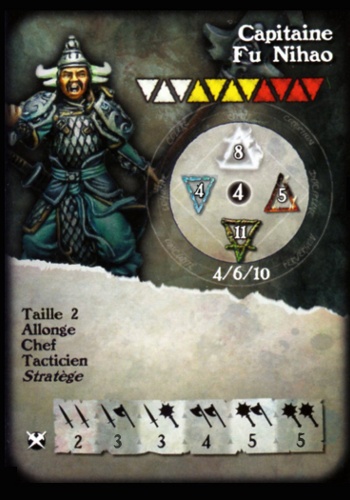 Capitaine
Fu Nihao
8
4 4 5
11
4/6/10
Taille 2
Allonge
Chef
Tacticien
Stratège
2 3 3 4 5 5